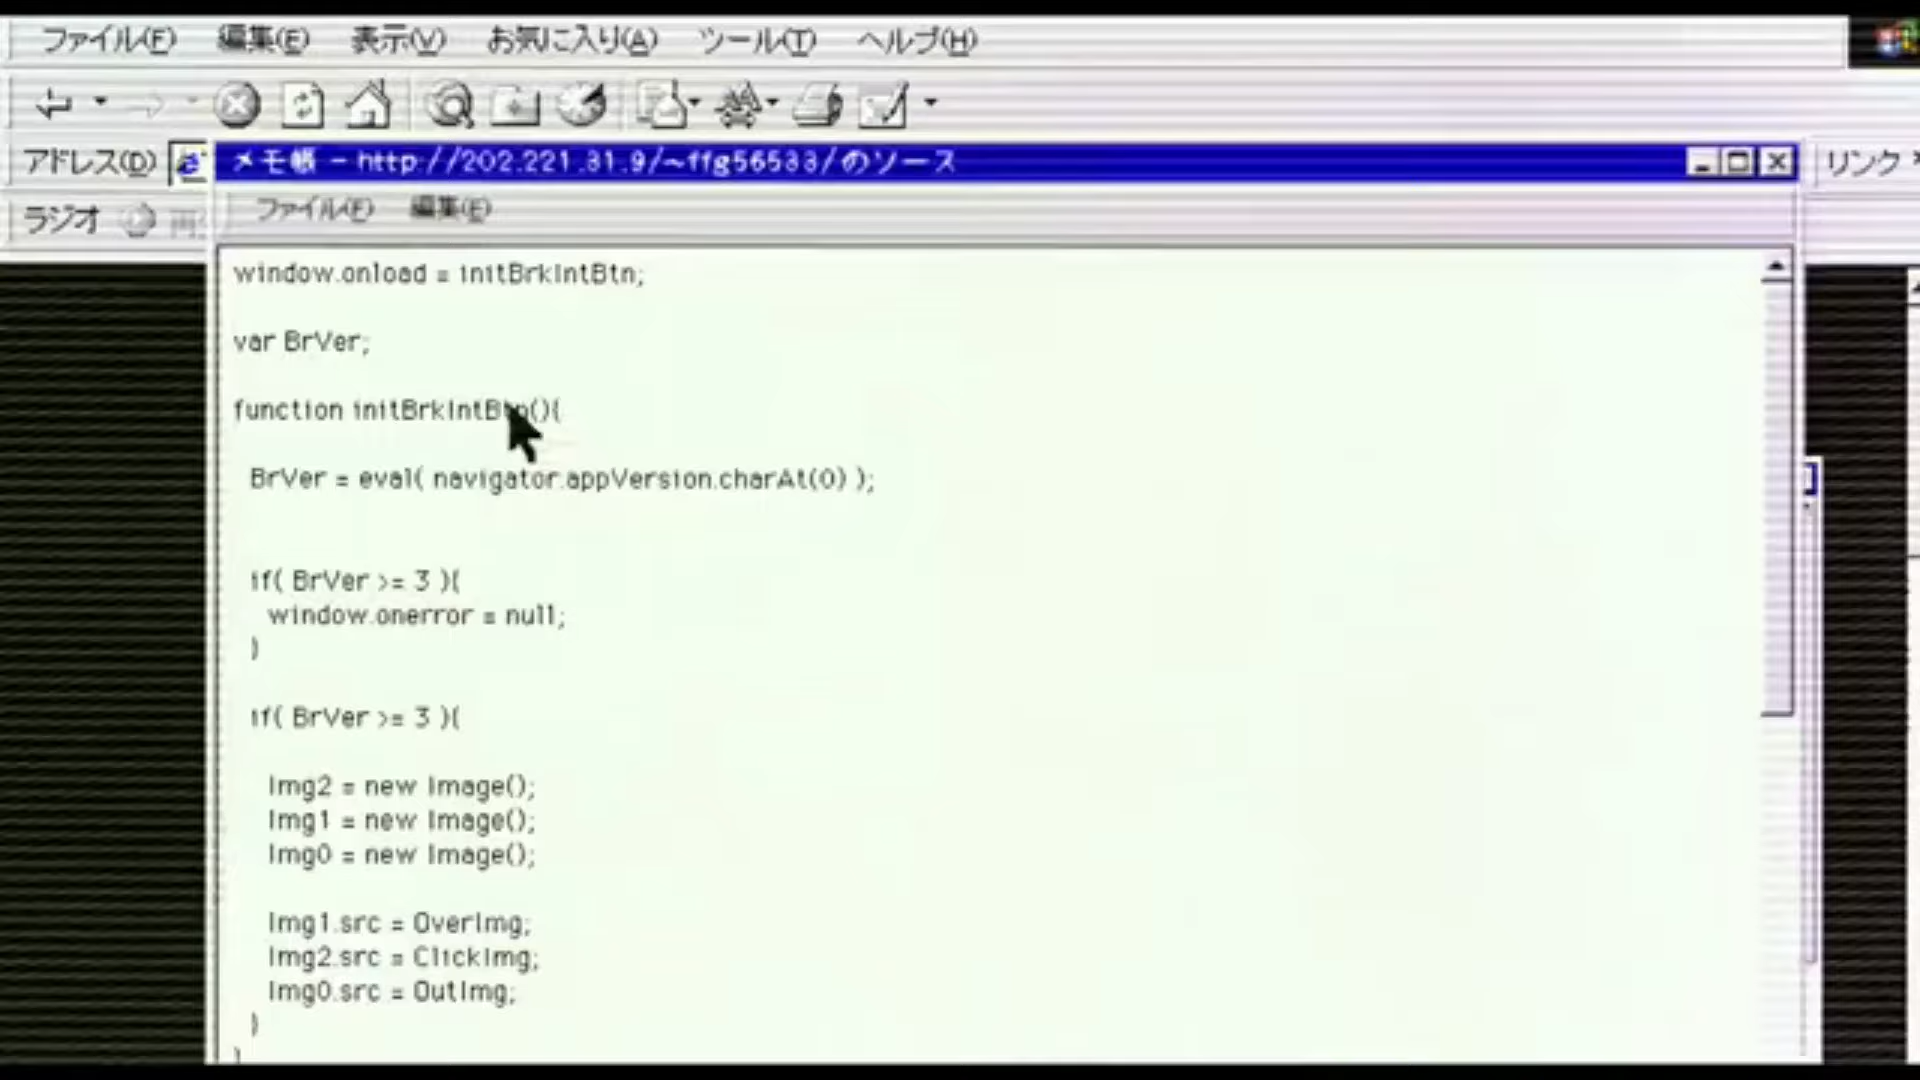 ファイル(F) 編集(E) 表示(V) お気に入り(A) ツール(T) ヘルプ(H)
アドレス(D)
メモ帳 - http://202.221.31.9/~ffg56533/のソース
リンク
ラジオ
ファイル(F) 編集(E)
window.onload = initBrkIntBtn;
var BrVer;
function initBrkIntBtn(){
BrVer = eval( navigator.appVersion.charAt(0) );
if( BrVer >= 3 ){
window.onerror = null;
}
if( BrVer >= 3 ){
Img2 = new Image();
Img1 = new Image();
Img0 = new Image();
Img1.src = OverImg;
Img2.src = ClickImg;
Img0.src = OutImg;
}